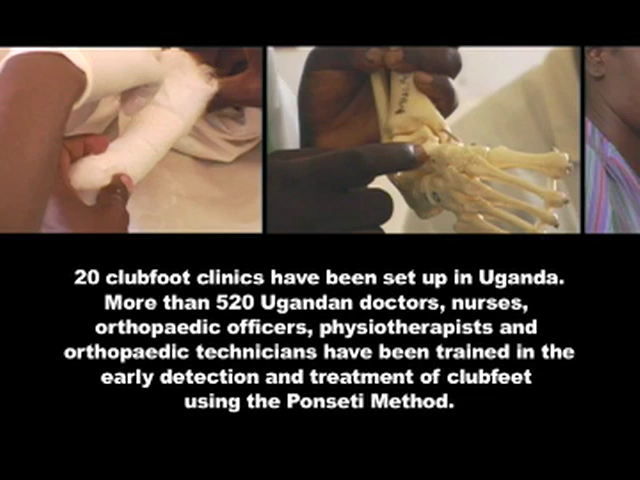 20 clubfoot clinics have been set up in Uganda.
More than 520 Ugandan doctors, nurses,
orthopaedic officers, physiotherapists and
orthopaedic technicians have been trained in the
early detection and treatment of clubfeet
using the Ponseti Method.